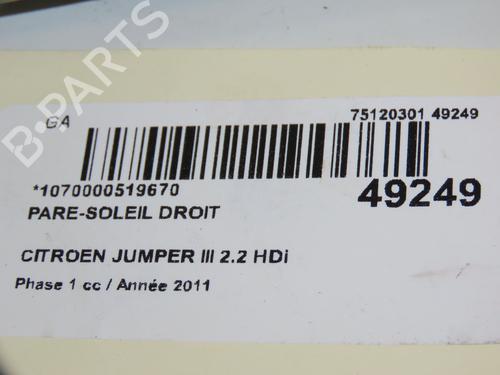 B-PARTS
GA
75120301 49249
*1070000519670
49249
PARE-SOLEIL DROIT
CITROEN JUMPER III 2.2 HDi
Phase 1 cc / Année 2011